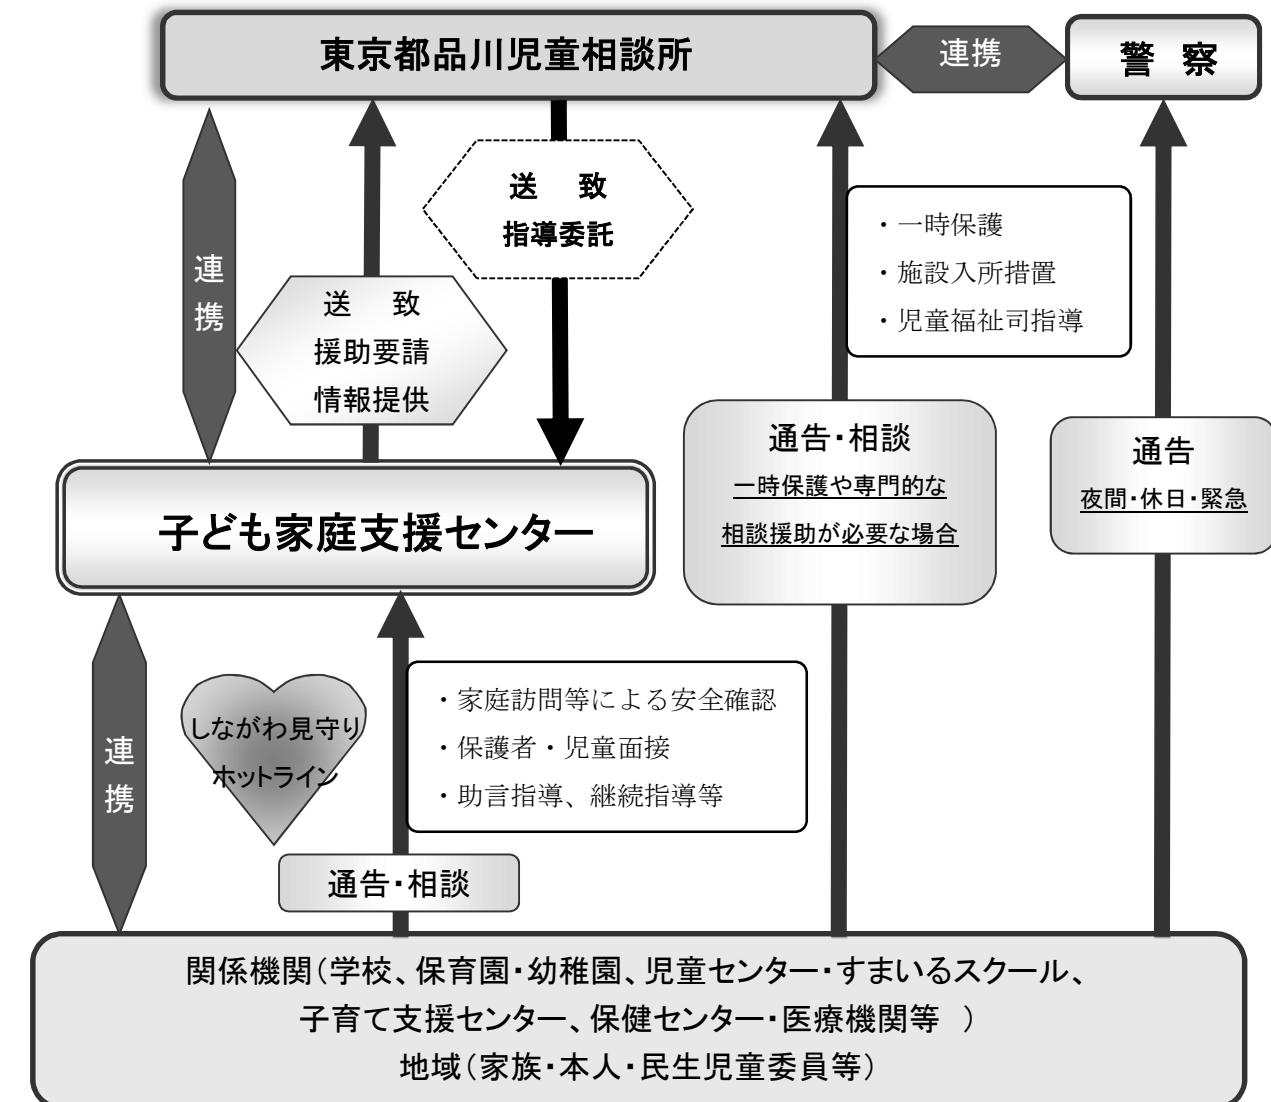 東京都品川児童相談所
連携
警 察
送 致
指導委託
・一時保護
・施設入所措置
・児童福祉司指導
連
携
送 致
援助要請
情報提供
通告・相談
一時保護や専門的な
相談援助が必要な場合
通告
夜間・休日・緊急
子ども家庭支援センター
しながわ見守り
ホットライン
・家庭訪問等による安全確認
・保護者・児童面接
・助言指導、継続指導等
連
携
通告・相談
関係機関（学校、保育園・幼稚園、児童センター・すまいるスクール、
子育て支援センター、保健センター・医療機関等 ）
地域（家族・本人・民生児童委員等）